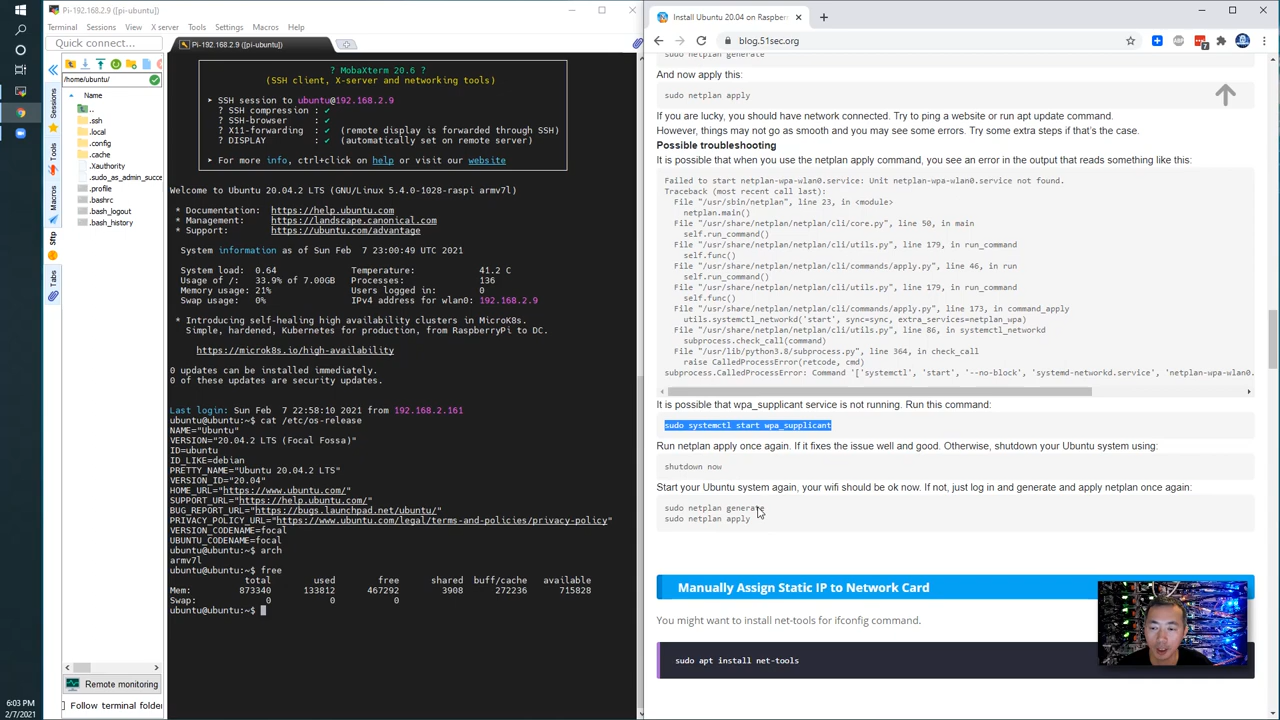 Pi-192.168.2.9 ([pi-ubuntu])
Terminal Sessions View X server Tools Settings Macros Help
Quick connect...
Pi-192.168.2.9 ([pi-ubuntu])
/home/ubuntu/
Name
..
.ssh
.local
.config
.cache
.Xauthority
.sudo_as_admin_succe
.profile
.bashrc
.bash_logout
.bash_history
Sessions
Tools
Macros
Sftp
Tabs
Remote monitoring
Follow terminal folder
6:03 PM
2/7/2021
? MobaXterm 20.6 ?
(SSH client, X-server and networking tools)
➤ SSH session to ubuntu@192.168.2.9
? SSH compression : ✔
? SSH-browser : ✔
? X11-forwarding : ✔ (remote display is forwarded through SSH)
? DISPLAY : ✔ (automatically set on remote server)
➤ For more info, ctrl+click on help or visit our website
Welcome to Ubuntu 20.04.2 LTS (GNU/Linux 5.4.0-1028-raspi armv7l)
* Documentation: https://help.ubuntu.com
* Management: https://landscape.canonical.com
* Support: https://ubuntu.com/advantage
System information as of Sun Feb 7 23:00:49 UTC 2021
System load: 0.64 Temperature: 41.2 C
Usage of /: 33.9% of 7.00GB Processes: 136
Memory usage: 21% Users logged in: 0
Swap usage: 0% IPv4 address for wlan0: 192.168.2.9
* Introducing self-healing high availability clusters in MicroK8s.
Simple, hardened, Kubernetes for production, from RaspberryPi to DC.
https://microk8s.io/high-availability
0 updates can be installed immediately.
0 of these updates are security updates.
Last login: Sun Feb 7 22:58:10 2021 from 192.168.2.161
ubuntu@ubuntu:~$ cat /etc/os-release
NAME="Ubuntu"
VERSION="20.04.2 LTS (Focal Fossa)"
ID=ubuntu
ID_LIKE=debian
PRETTY_NAME="Ubuntu 20.04.2 LTS"
VERSION_ID="20.04"
HOME_URL="https://www.ubuntu.com/"
SUPPORT_URL="https://help.ubuntu.com/"
BUG_REPORT_URL="https://bugs.launchpad.net/ubuntu/"
PRIVACY_POLICY_URL="https://www.ubuntu.com/legal/terms-and-policies/privacy-policy"
VERSION_CODENAME=focal
UBUNTU_CODENAME=focal
ubuntu@ubuntu:~$ arch
armv7l
ubuntu@ubuntu:~$ free
total used free shared buff/cache available
Mem: 873340 133812 467292 3908 272236 715828
Swap: 0 0 0
ubuntu@ubuntu:~$
Install Ubuntu 20.04 on Raspberr
blog.51sec.org
sudo netplan generate
And now apply this:
sudo netplan apply
If you are lucky, you should have network connected. Try to ping a website or run apt update command.
However, things may not go as smooth and you may see some errors. Try some extra steps if that's the case.
Possible troubleshooting
It is possible that when you use the netplan apply command, you see an error in the output that reads something like this:
Failed to start netplan-wpa-wlan0.service: Unit netplan-wpa-wlan0.service not found.
Traceback (most recent call last):
File "/usr/sbin/netplan", line 23, in <module>
netplan.main()
File "/usr/share/netplan/netplan/cli/core.py", line 50, in main
self.run_command()
File "/usr/share/netplan/netplan/cli/utils.py", line 179, in run_command
self.func()
File "/usr/share/netplan/netplan/cli/commands/apply.py", line 46, in run
self.run_command()
File "/usr/share/netplan/netplan/cli/utils.py", line 179, in run_command
self.func()
File "/usr/share/netplan/netplan/cli/commands/apply.py", line 173, in command_apply
utils.systemctl_networkd('start', sync=sync, extra_services=netplan_wpa)
File "/usr/share/netplan/netplan/cli/utils.py", line 86, in systemctl_networkd
subprocess.check_call(command)
File "/usr/lib/python3.8/subprocess.py", line 364, in check_call
raise CalledProcessError(retcode, cmd)
subprocess.CalledProcessError: Command '['systemctl', 'start', '--no-block', 'systemd-networkd.service', 'netplan-wpa-wlan0.
It is possible that wpa_supplicant service is not running. Run this command:
sudo systemctl start wpa_supplicant
Run netplan apply once again. If it fixes the issue well and good. Otherwise, shutdown your Ubuntu system using:
shutdown now
Start your Ubuntu system again, your wifi should be ok now. If not, just log in and generate and apply netplan once again:
sudo netplan generate
sudo netplan apply
Manually Assign Static IP to Network Card
You might want to install net-tools for ifconfig command.
sudo apt install net-tools